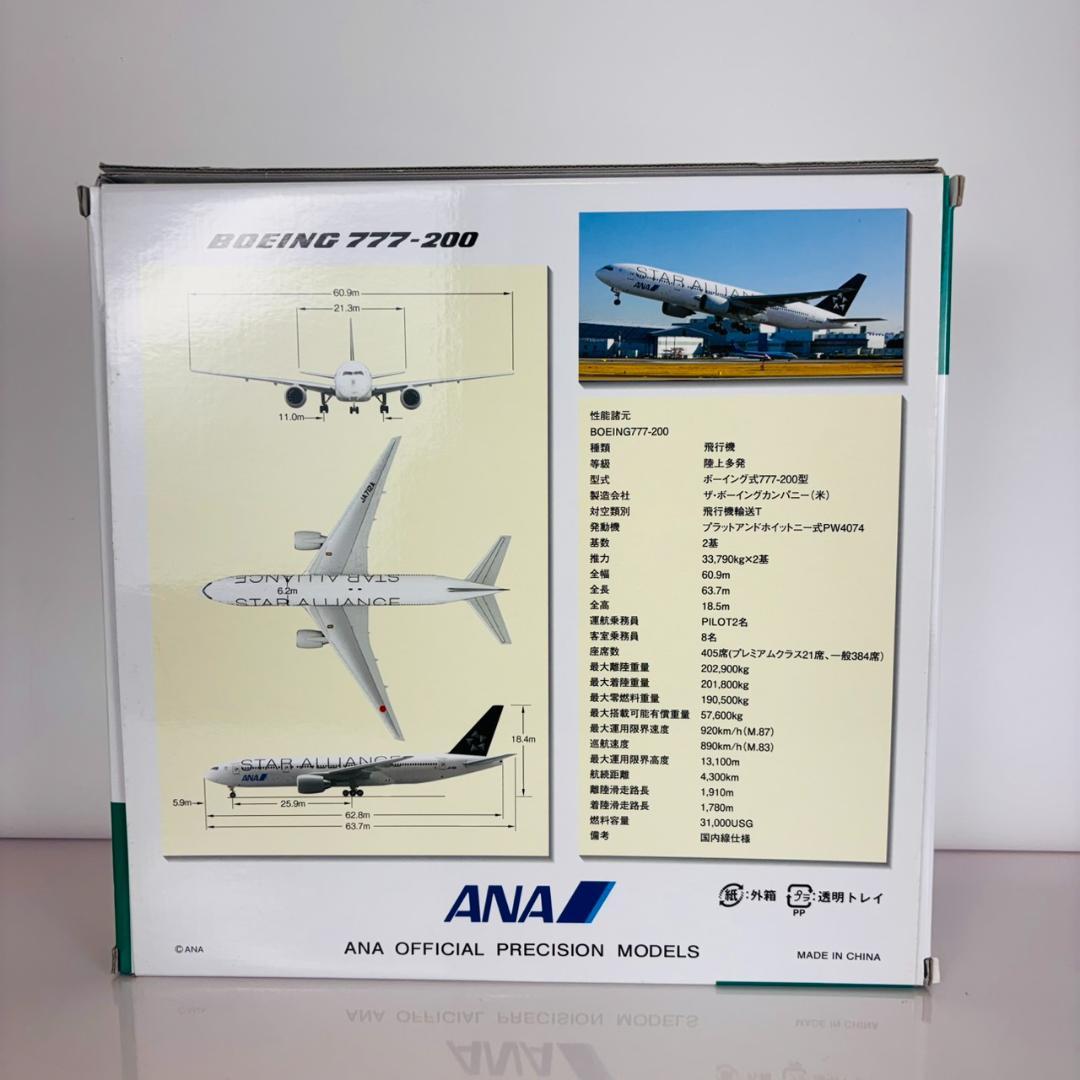 BOEING 777-200
60.9m
21.3m
11.0m
JA712A
STAR ALLIANCE
6.2m
STAR ALLIANCE
18.4m
STAR ALLIANCE
ANA
5.9m
25.9m
62.8m
63.7m
STAR ALLIANCE
ANA
性能諸元
BOEING777-200
種類 飛行機
等級 陸上多発
型式 ボーイング式777-200型
製造会社 ザ・ボーイングカンパニー(米)
対空類別 飛行機輸送T
発動機 プラットアンドホイットニー式PW4074
基数 2基
推力 33,790kg×2基
全幅 60.9m
全長 63.7m
全高 18.5m
運航乗務員 PILOT2名
客室乗務員 8名
座席数 405席(プレミアムクラス21席、一般384席)
最大離陸重量 202,900kg
最大着陸重量 201,800kg
最大零燃料重量 190,500kg
最大搭載可能有償重量 57,600kg
最大運用限界速度 920km/h(M.87)
巡航速度 890km/h(M.83)
最大運用限界高度 13,100m
航続距離 4,300km
離陸滑走路長 1,910m
着陸滑走路長 1,780m
燃料容量 31,000USG
備考 国内線仕様
ANA
紙:外箱 プラ:透明トレイ
PP
©ANA
ANA OFFICIAL PRECISION MODELS
MADE IN CHINA